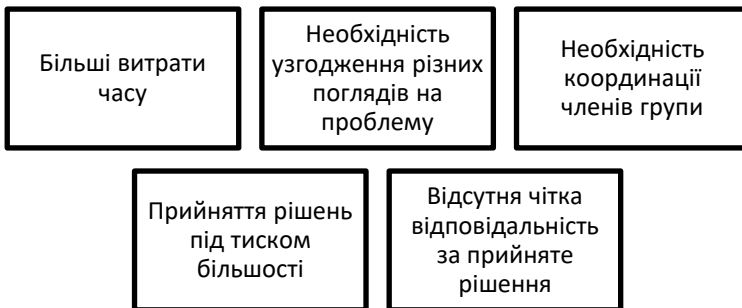 Більші витрати
часу
Необхідність
узгодження різних
поглядів на
проблему
Необхідність
координації
членів групи
Прийняття рішень
під тиском
більшості
Відсутня чітка
відповідальність
за прийняте
рішення